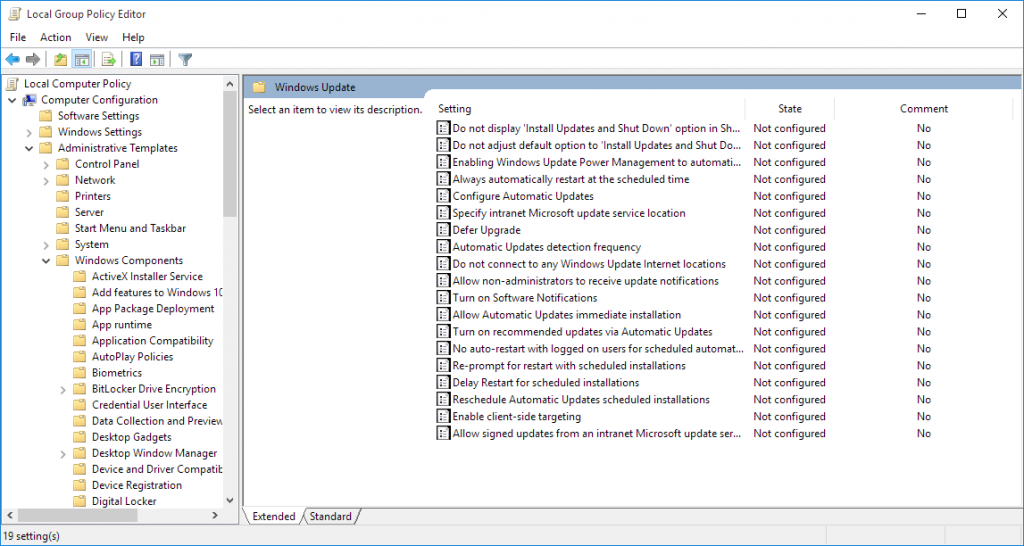 Local Group Policy Editor
File Action View Help
Local Computer Policy
Computer Configuration
Software Settings
Windows Settings
Administrative Templates
Control Panel
Network
Printers
Server
Start Menu and Taskbar
System
Windows Components
ActiveX Installer Service
Add features to Windows 10
App Package Deployment
App runtime
Application Compatibility
AutoPlay Policies
Biometrics
BitLocker Drive Encryption
Credential User Interface
Data Collection and Preview
Desktop Gadgets
Desktop Window Manager
Device and Driver Compatib
Device Registration
Digital Locker
Windows Update
Select an item to view its description.
Setting State Comment
Do not display 'Install Updates and Shut Down' option in Sh... Not configured No
Do not adjust default option to 'Install Updates and Shut Do... Not configured No
Enabling Windows Update Power Management to automati... Not configured No
Always automatically restart at the scheduled time Not configured No
Configure Automatic Updates Not configured No
Specify intranet Microsoft update service location Not configured No
Defer Upgrade Not configured No
Automatic Updates detection frequency Not configured No
Do not connect to any Windows Update Internet locations Not configured No
Allow non-administrators to receive update notifications Not configured No
Turn on Software Notifications Not configured No
Allow Automatic Updates immediate installation Not configured No
Turn on recommended updates via Automatic Updates Not configured No
No auto-restart with logged on users for scheduled automat... Not configured No
Re-prompt for restart with scheduled installations Not configured No
Delay Restart for scheduled installations Not configured No
Reschedule Automatic Updates scheduled installations Not configured No
Enable client-side targeting Not configured No
Allow signed updates from an intranet Microsoft update ser... Not configured No
Extended Standard
19 setting(s)